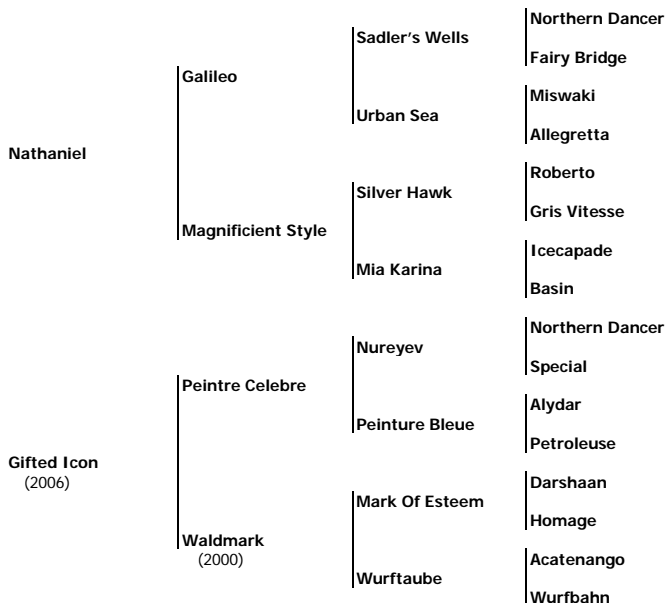 Northern Dancer
Sadler's Wells
Fairy Bridge
Galileo
Miswaki
Urban Sea
Allegretta
Nathaniel
Roberto
Silver Hawk
Gris Vitesse
Magnificient Style
Icecapade
Mia Karina
Basin
Northern Dancer
Nureyev
Special
Peintre Celebre
Alydar
Peinture Bleue
Petroleuse
Gifted Icon
(2006)
Darshaan
Mark Of Esteem
Homage
Waldmark
(2000)
Acatenango
Wurftaube
Wurfbahn